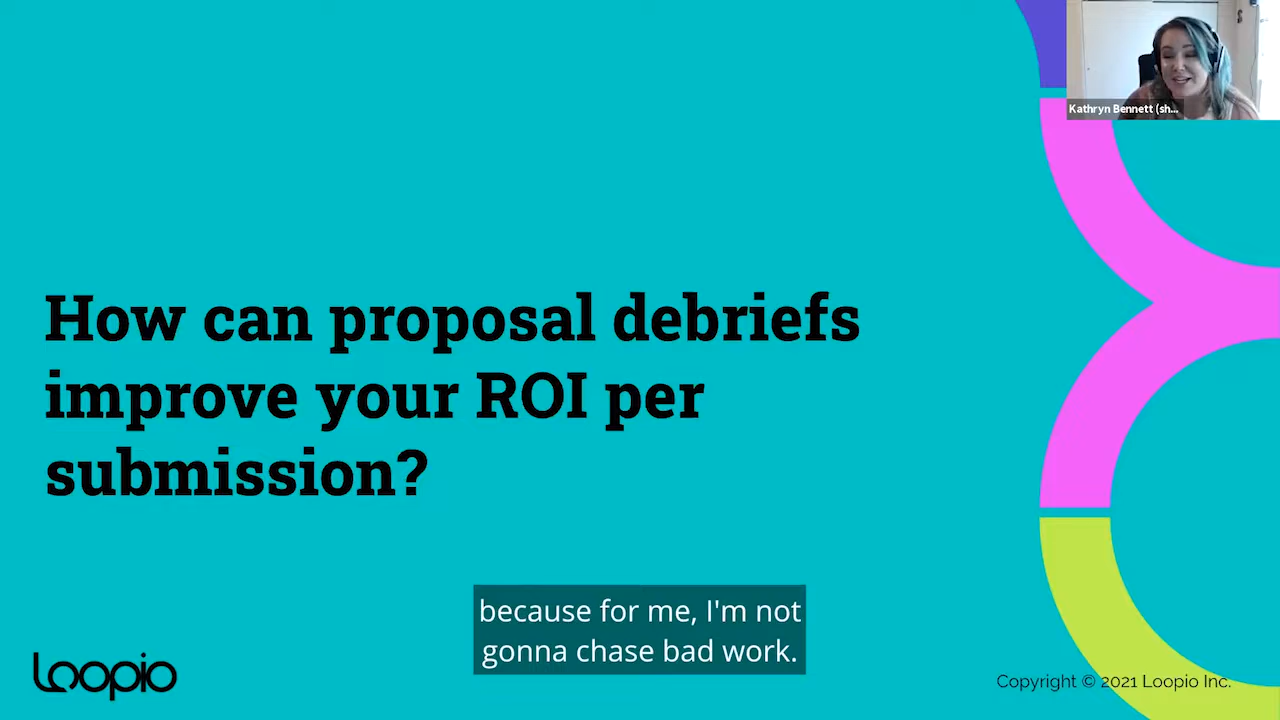 Kathryn Bennett (sh...
How can proposal debriefs
improve your ROI per
submission?
because for me, I'm not
gonna chase bad work.
Loopio
Copyright © 2021 Loopio Inc.